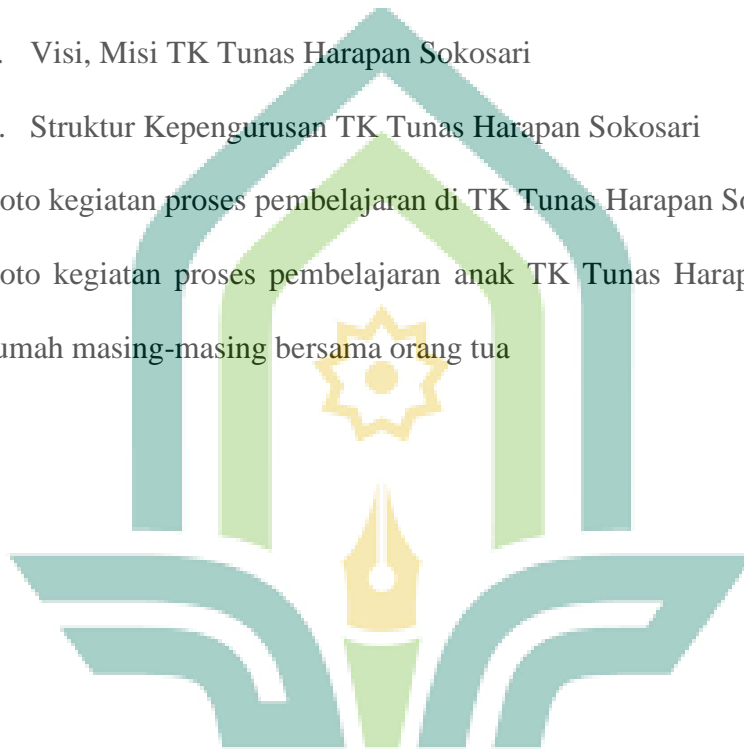 . Visi, Misi TK Tunas Harapan Sokosari
. Struktur Kepengurusan TK Tunas Harapan Sokosari
oto kegiatan proses pembelajaran di TK Tunas Harapan So
oto kegiatan proses pembelajaran anak TK Tunas Harap
umah masing-masing bersama orang tua